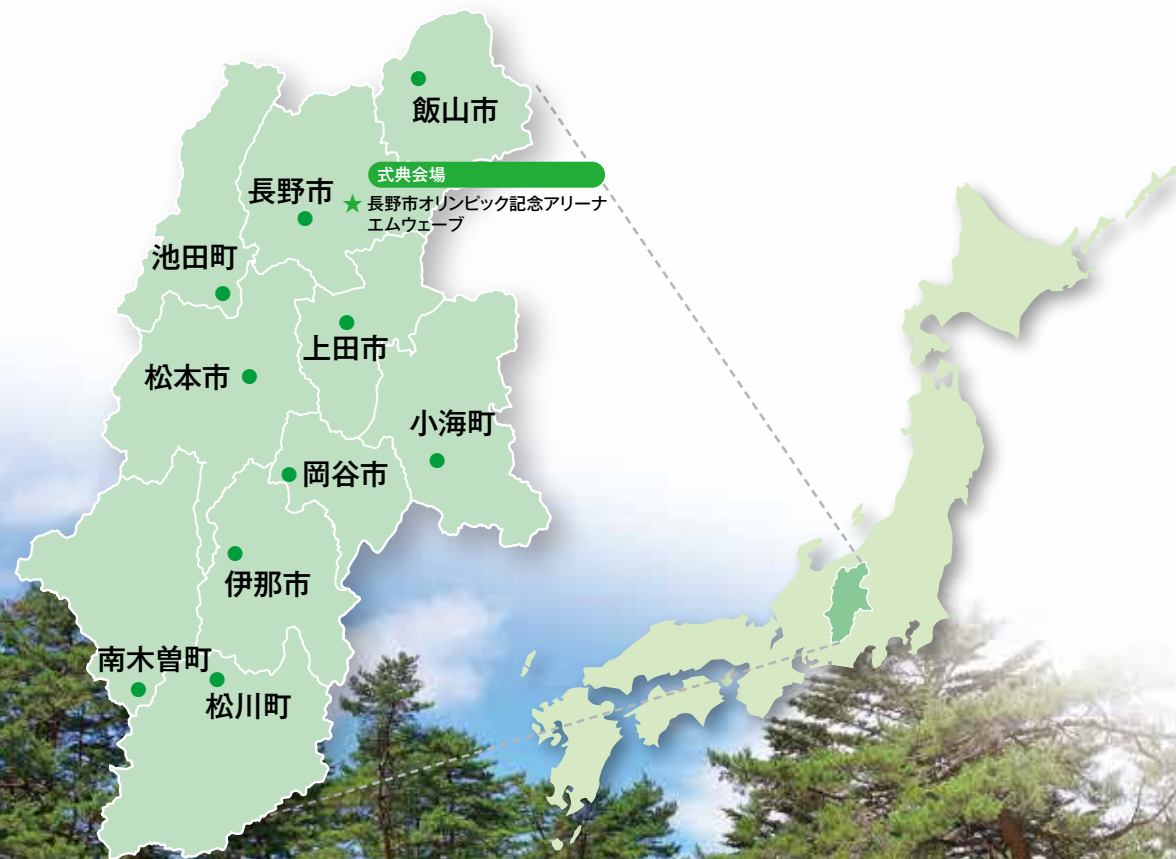 飯山市
式典会場
長野市
長野市オリンピック記念アリーナ
エムウェーブ
池田町
上田市
松本市
小海町
岡谷市
伊那市
南木曽町
松川町